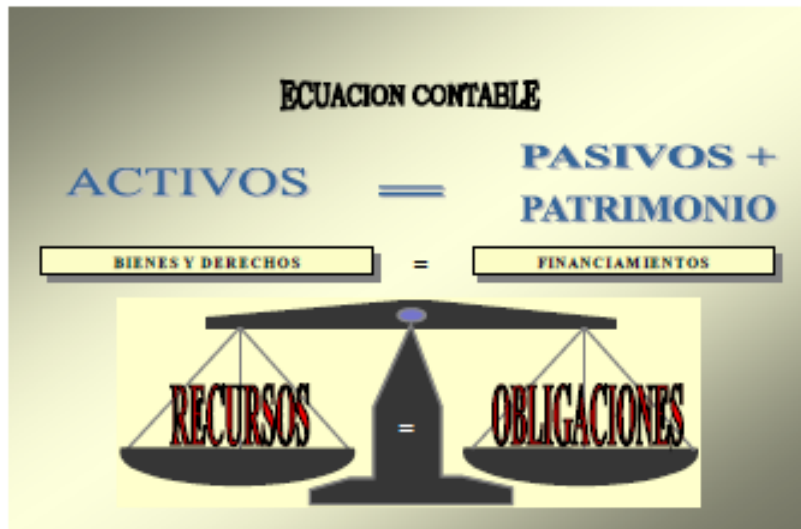 ECUACION CONTABLE
ACTIVOS = PASIVOS +
PATRIMONIO
BIENES Y DERECHOS = FINANCIAMIENTOS
RECURSOS = OBLIGACIONES